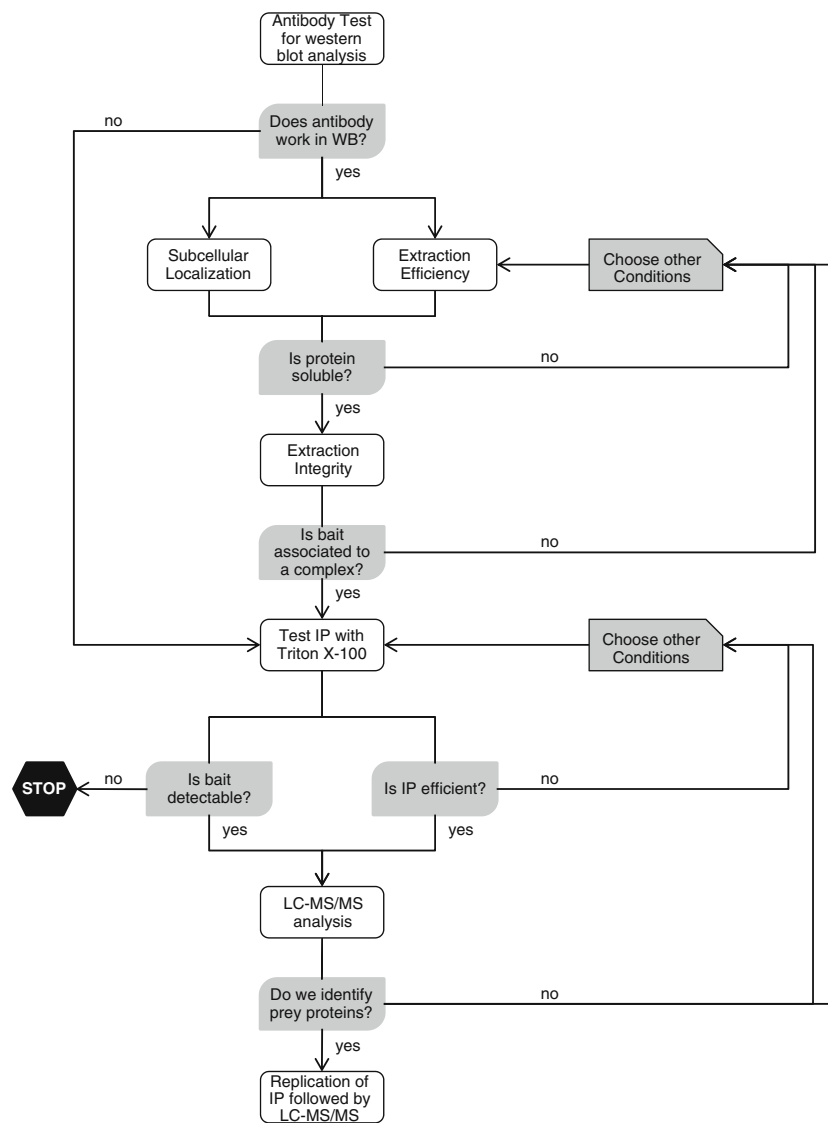 Antibody Test
for western
blot analysis
no
Does antibody
work in WB?
yes
Subcellular
Localization
Extraction
Efficiency
Choose other
Conditions
Is protein
soluble?
no
yes
Extraction
Integrity
Is bait
associated to
a complex?
no
yes
Test IP with
Triton X-100
Choose other
Conditions
STOP
no
Is bait
detectable?
Is IP efficient?
no
yes
yes
LC-MS/MS
analysis
Do we identify
prey proteins?
no
yes
Replication of
IP followed by
LC-MS/MS